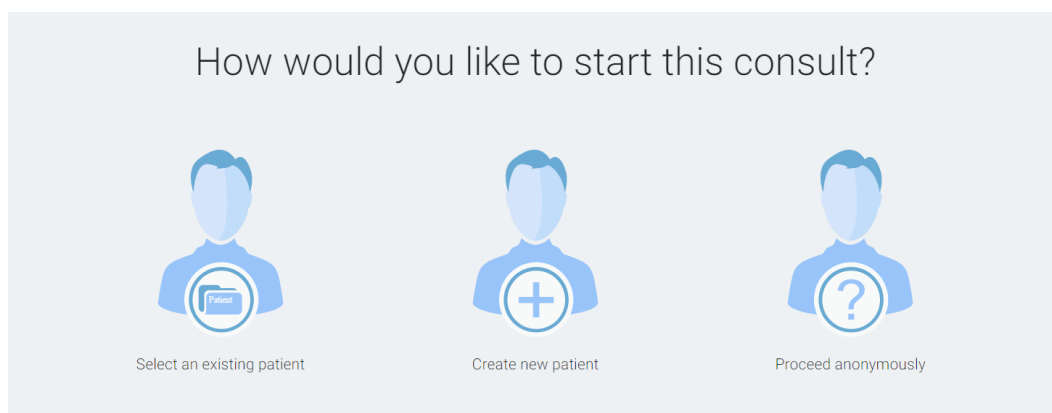 How would you like to start this consult?
Patient
?
Select an existing patient
Create new patient
Proceed anonymously